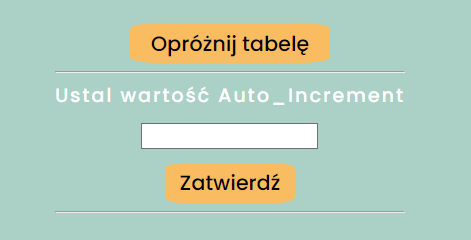 Opróżnij tabelę
Ustal wartość Auto_Increment
Zatwierdź